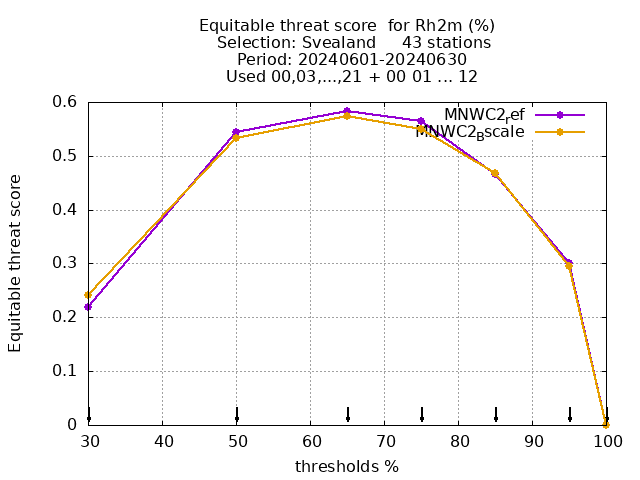 Equitable threat score  for Rh2m (%)
Selection: Svealand     43 stations
Period: 20240601-20240630
Used 00,03,...,21 + 00 01 ... 12
MNWC2ref
MNWC2Bscale
0.6
0.5
0.4
0.3
0.2
0.1
0
Equitable threat score
30 40 50 60 70 80 90 100
thresholds %